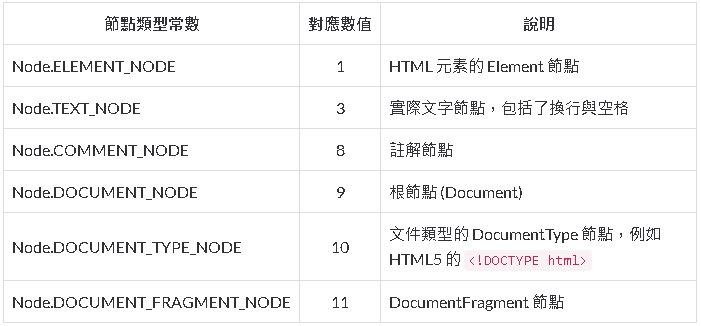 節點類型常數 對應數值 說明
Node.ELEMENT_NODE 1 HTML 元素的 Element 節點
Node.TEXT_NODE 3 實際文字節點，包括了換行與空格
Node.COMMENT_NODE 8 註解節點
Node.DOCUMENT_NODE 9 根節點 (Document)
Node.DOCUMENT_TYPE_NODE 10 文件類型的 DocumentType 節點，例如
HTML5 的 <!DOCTYPE html>
Node.DOCUMENT_FRAGMENT_NODE 11 DocumentFragment 節點